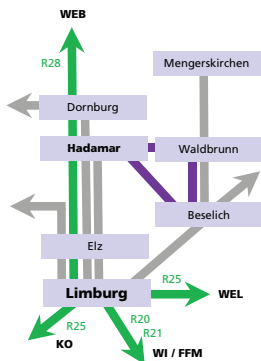 WEB
R28
Mengerskirchen
Dornburg
Hadamar
Waldbrunn
Beselich
Elz
Limburg
R25
WEL
R25
R20
R21
KO
WI / FFM